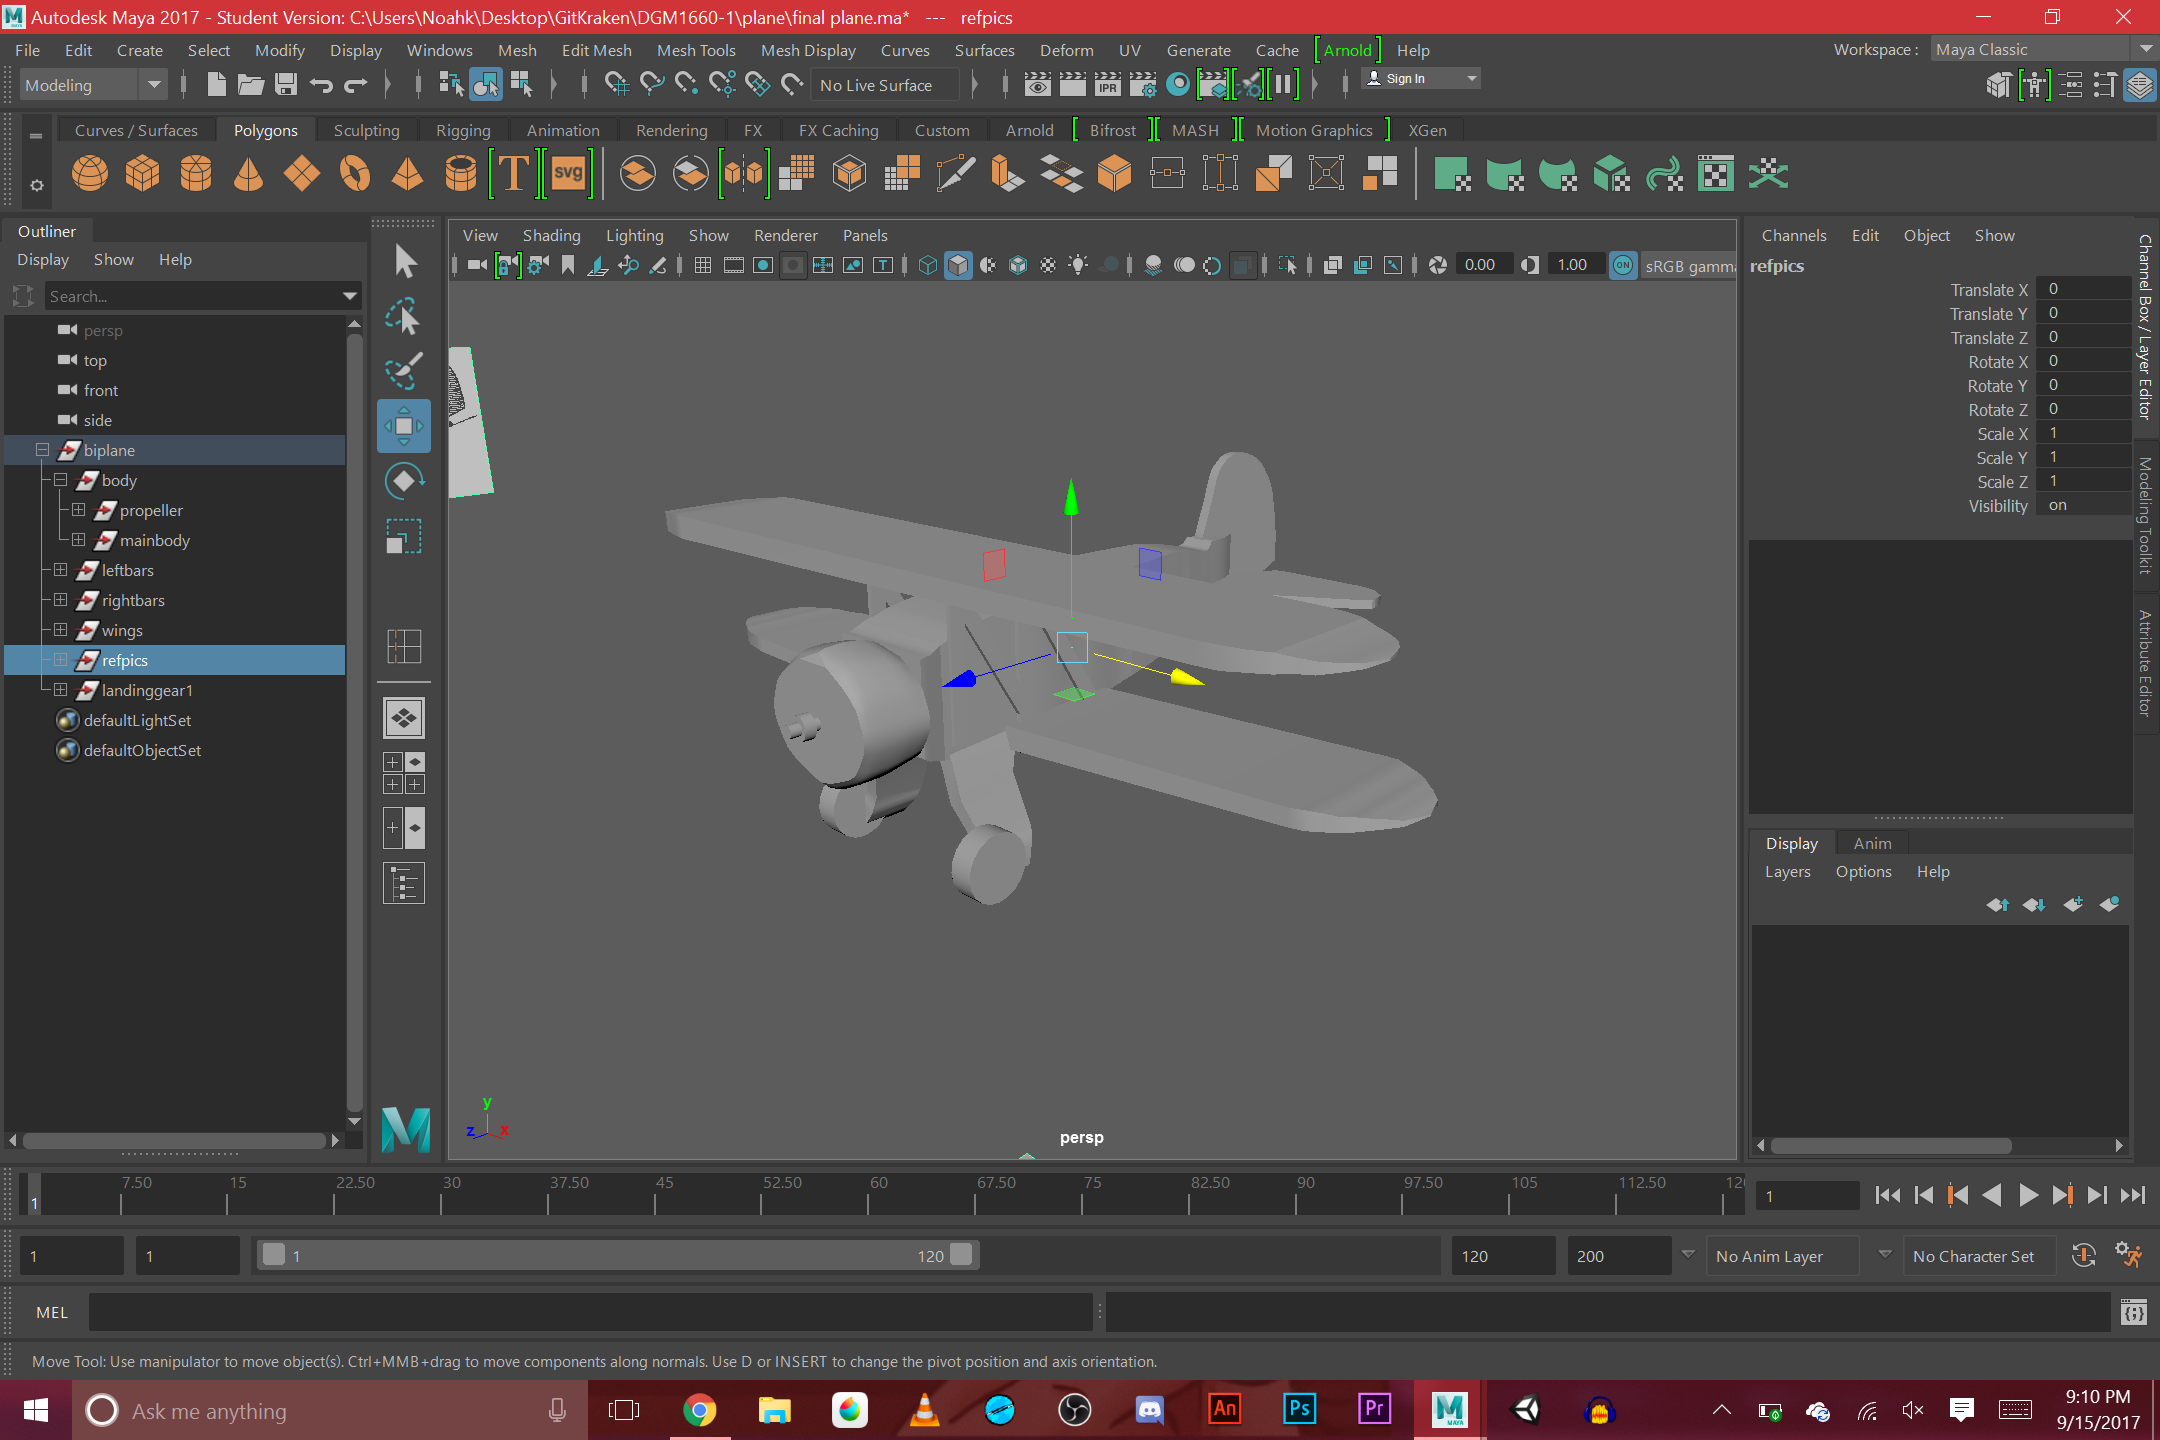 Autodesk Maya 2017 - Student Version: C:\Users\Noahk\Desktop\GitKraken\DGM1660-1\plane\final plane.ma* --- refpics
File Edit Create Select Modify Display Windows Mesh Edit Mesh Mesh Tools Mesh Display Curves Surfaces Deform UV Generate Cache Arnold Help
Workspace : Maya Classic
Modeling
No Live Surface
IPR
Sign In
Curves / Surfaces Polygons Sculpting Rigging Animation Rendering FX FX Caching Custom Arnold Bifrost MASH Motion Graphics XGen
T
svg
Outliner
Display Show Help
Search...
persp
top
front
side
biplane
body
propeller
mainbody
leftbars
rightbars
wings
refpics
landinggear1
defaultLightSet
defaultObjectSet
View Shading Lighting Show Renderer Panels
0.00
1.00
ON
sRGB gamma
y
z x
persp
Channels Edit Object Show
refpics
Translate X 0
Translate Y 0
Translate Z 0
Rotate X 0
Rotate Y 0
Rotate Z 0
Scale X 1
Scale Y 1
Scale Z 1
Visibility on
Channel Box / Layer Editor
Modeling Toolkit
Attribute Editor
Display Anim
Layers Options Help
1 7.50 15 22.50 30 37.50 45 52.50 60 67.50 75 82.50 90 97.50 105 112.50 12
1
1 1 1 120 120 200 No Anim Layer No Character Set
MEL
Move Tool: Use manipulator to move object(s). Ctrl+MMB+drag to move components along normals. Use D or INSERT to change the pivot position and axis orientation.
Ask me anything
An
Ps
Pr
M
MAYA
9:10 PM
9/15/2017